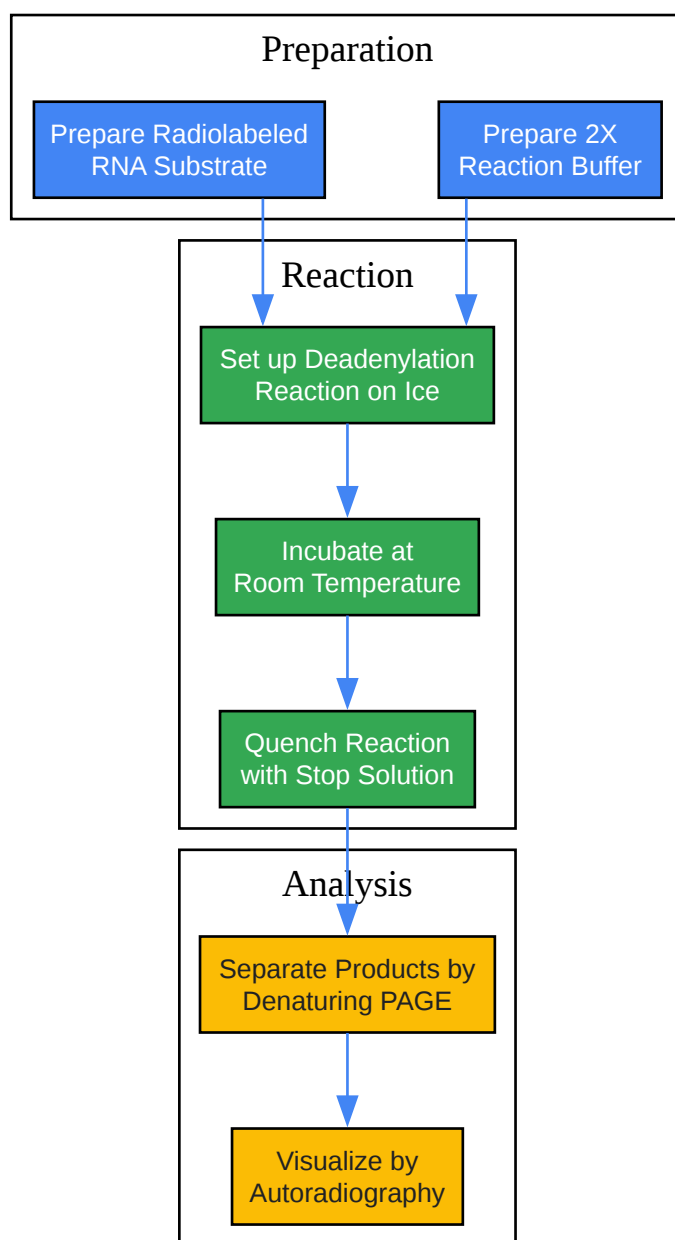 Preparation
Prepare Radiolabeled
RNA Substrate
Prepare 2X
Reaction Buffer
Reaction
Set up Deadenylation
Reaction on Ice
Incubate at
Room Temperature
Quench Reaction
with Stop Solution
Analysis
Separate Products by
Denaturing PAGE
Visualize by
Autoradiography